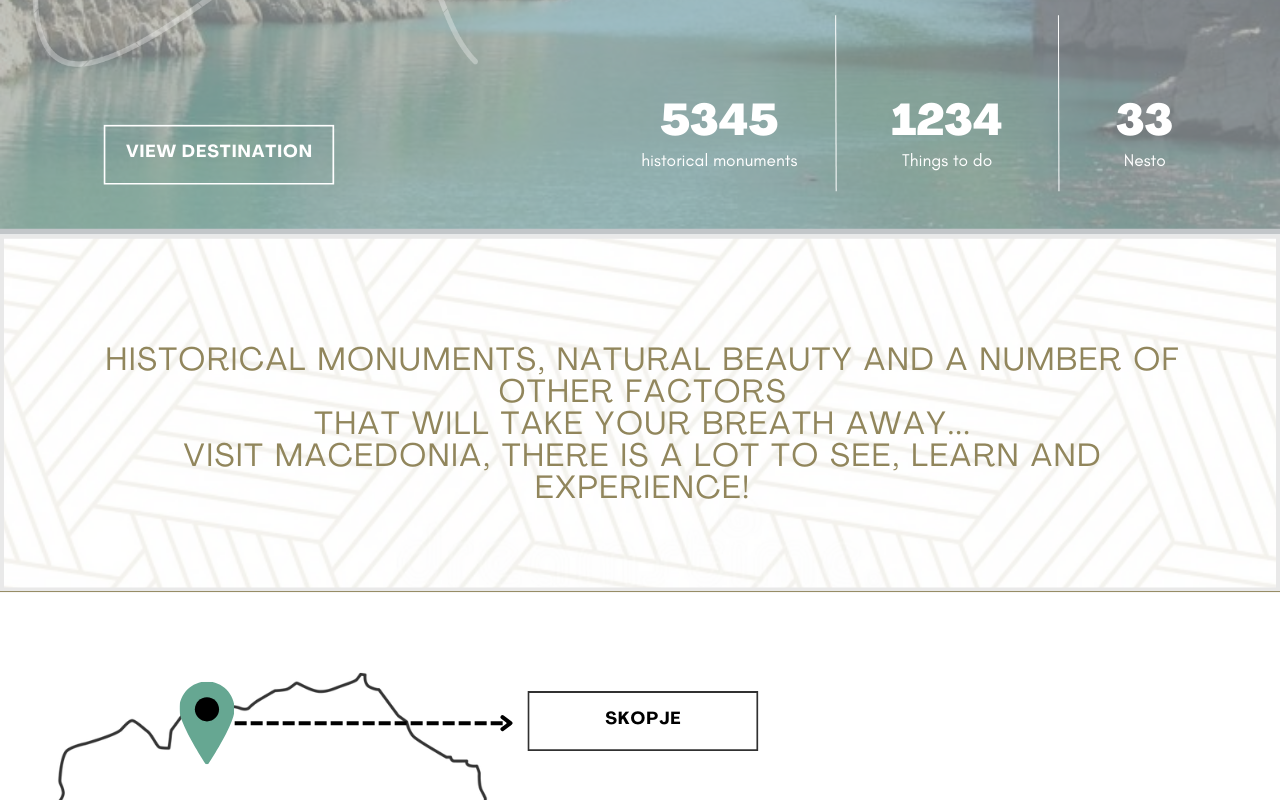 VIEW DESTINATION
5345
historical monuments
1234
Things to do
33
Nesto
HISTORICAL MONUMENTS, NATURAL BEAUTY AND A NUMBER OF
OTHER FACTORS
THAT WILL TAKE YOUR BREATH AWAY...
VISIT MACEDONIA, THERE IS A LOT TO SEE, LEARN AND
EXPERIENCE!
SKOPJE